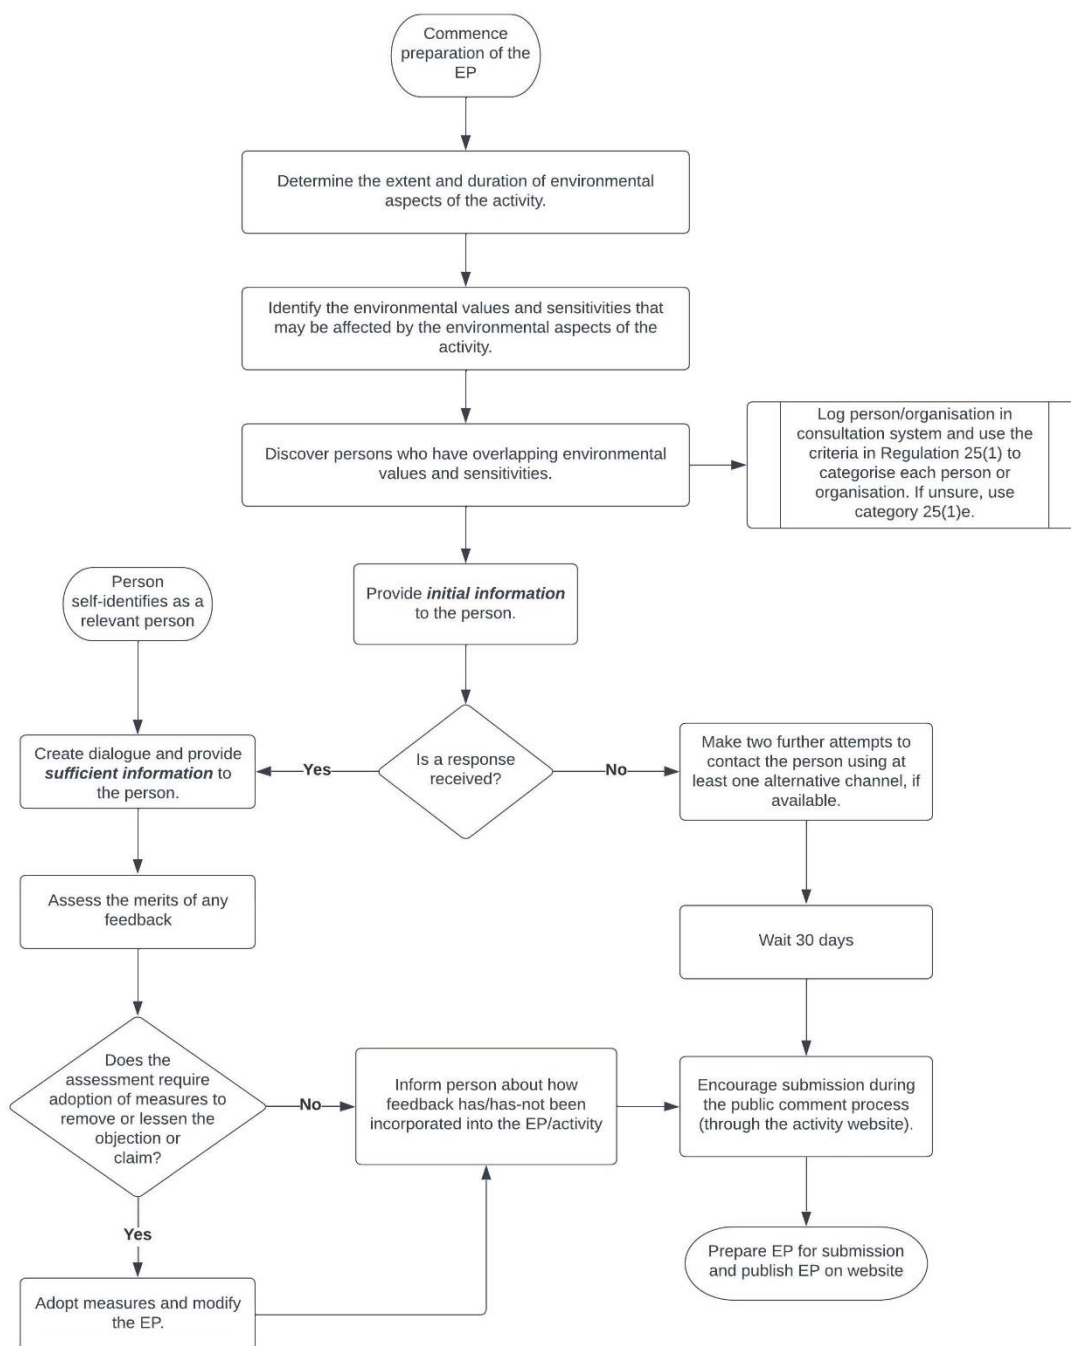 Commence
preparation of the
EP
Determine the extent and duration of environmental
aspects of the activity.
Identify the environmental values and sensitivities that
may be affected by the environmental aspects of the
activity.
Discover persons who have overlapping environmental
values and sensitivities.
Log person/organisation in
consultation system and use the
criteria in Regulation 25(1) to
categorise each person or
organisation. If unsure, use
category 25(1)e.
Person
self-identifies as a
relevant person
Provide initial information
to the person.
Create dialogue and provide
sufficient information to
the person.
Yes
Is a response
received?
No
Make two further attempts to
contact the person using at
least one alternative channel, if
available.
Assess the merits of any
feedback
Wait 30 days
Does the
assessment require
adoption of measures to
remove or lessen the
objection or
claim?
No
Inform person about how
feedback has/has-not been
incorporated into the EP/activity
Encourage submission during
the public comment process
(through the activity website).
Yes
Adopt measures and modify
the EP.
Prepare EP for submission
and publish EP on website